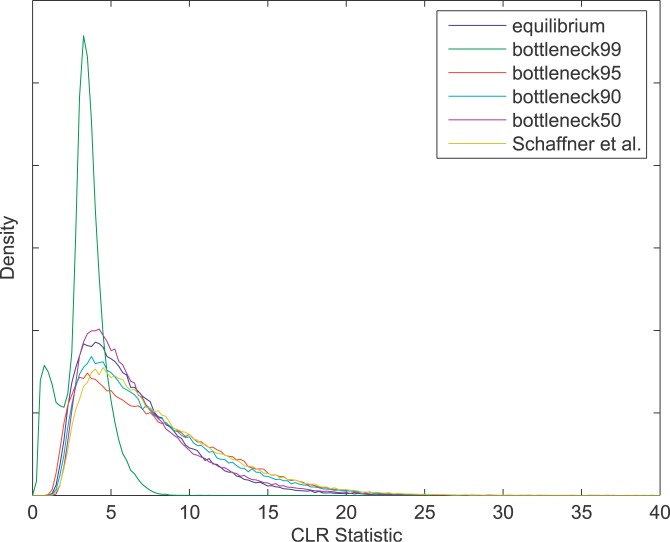 equilibrium
bottleneck99
bottleneck95
bottleneck90
bottleneck50
Schaffner et al.
Density
0 5 10 15 20 25 30 35 40
CLR Statistic